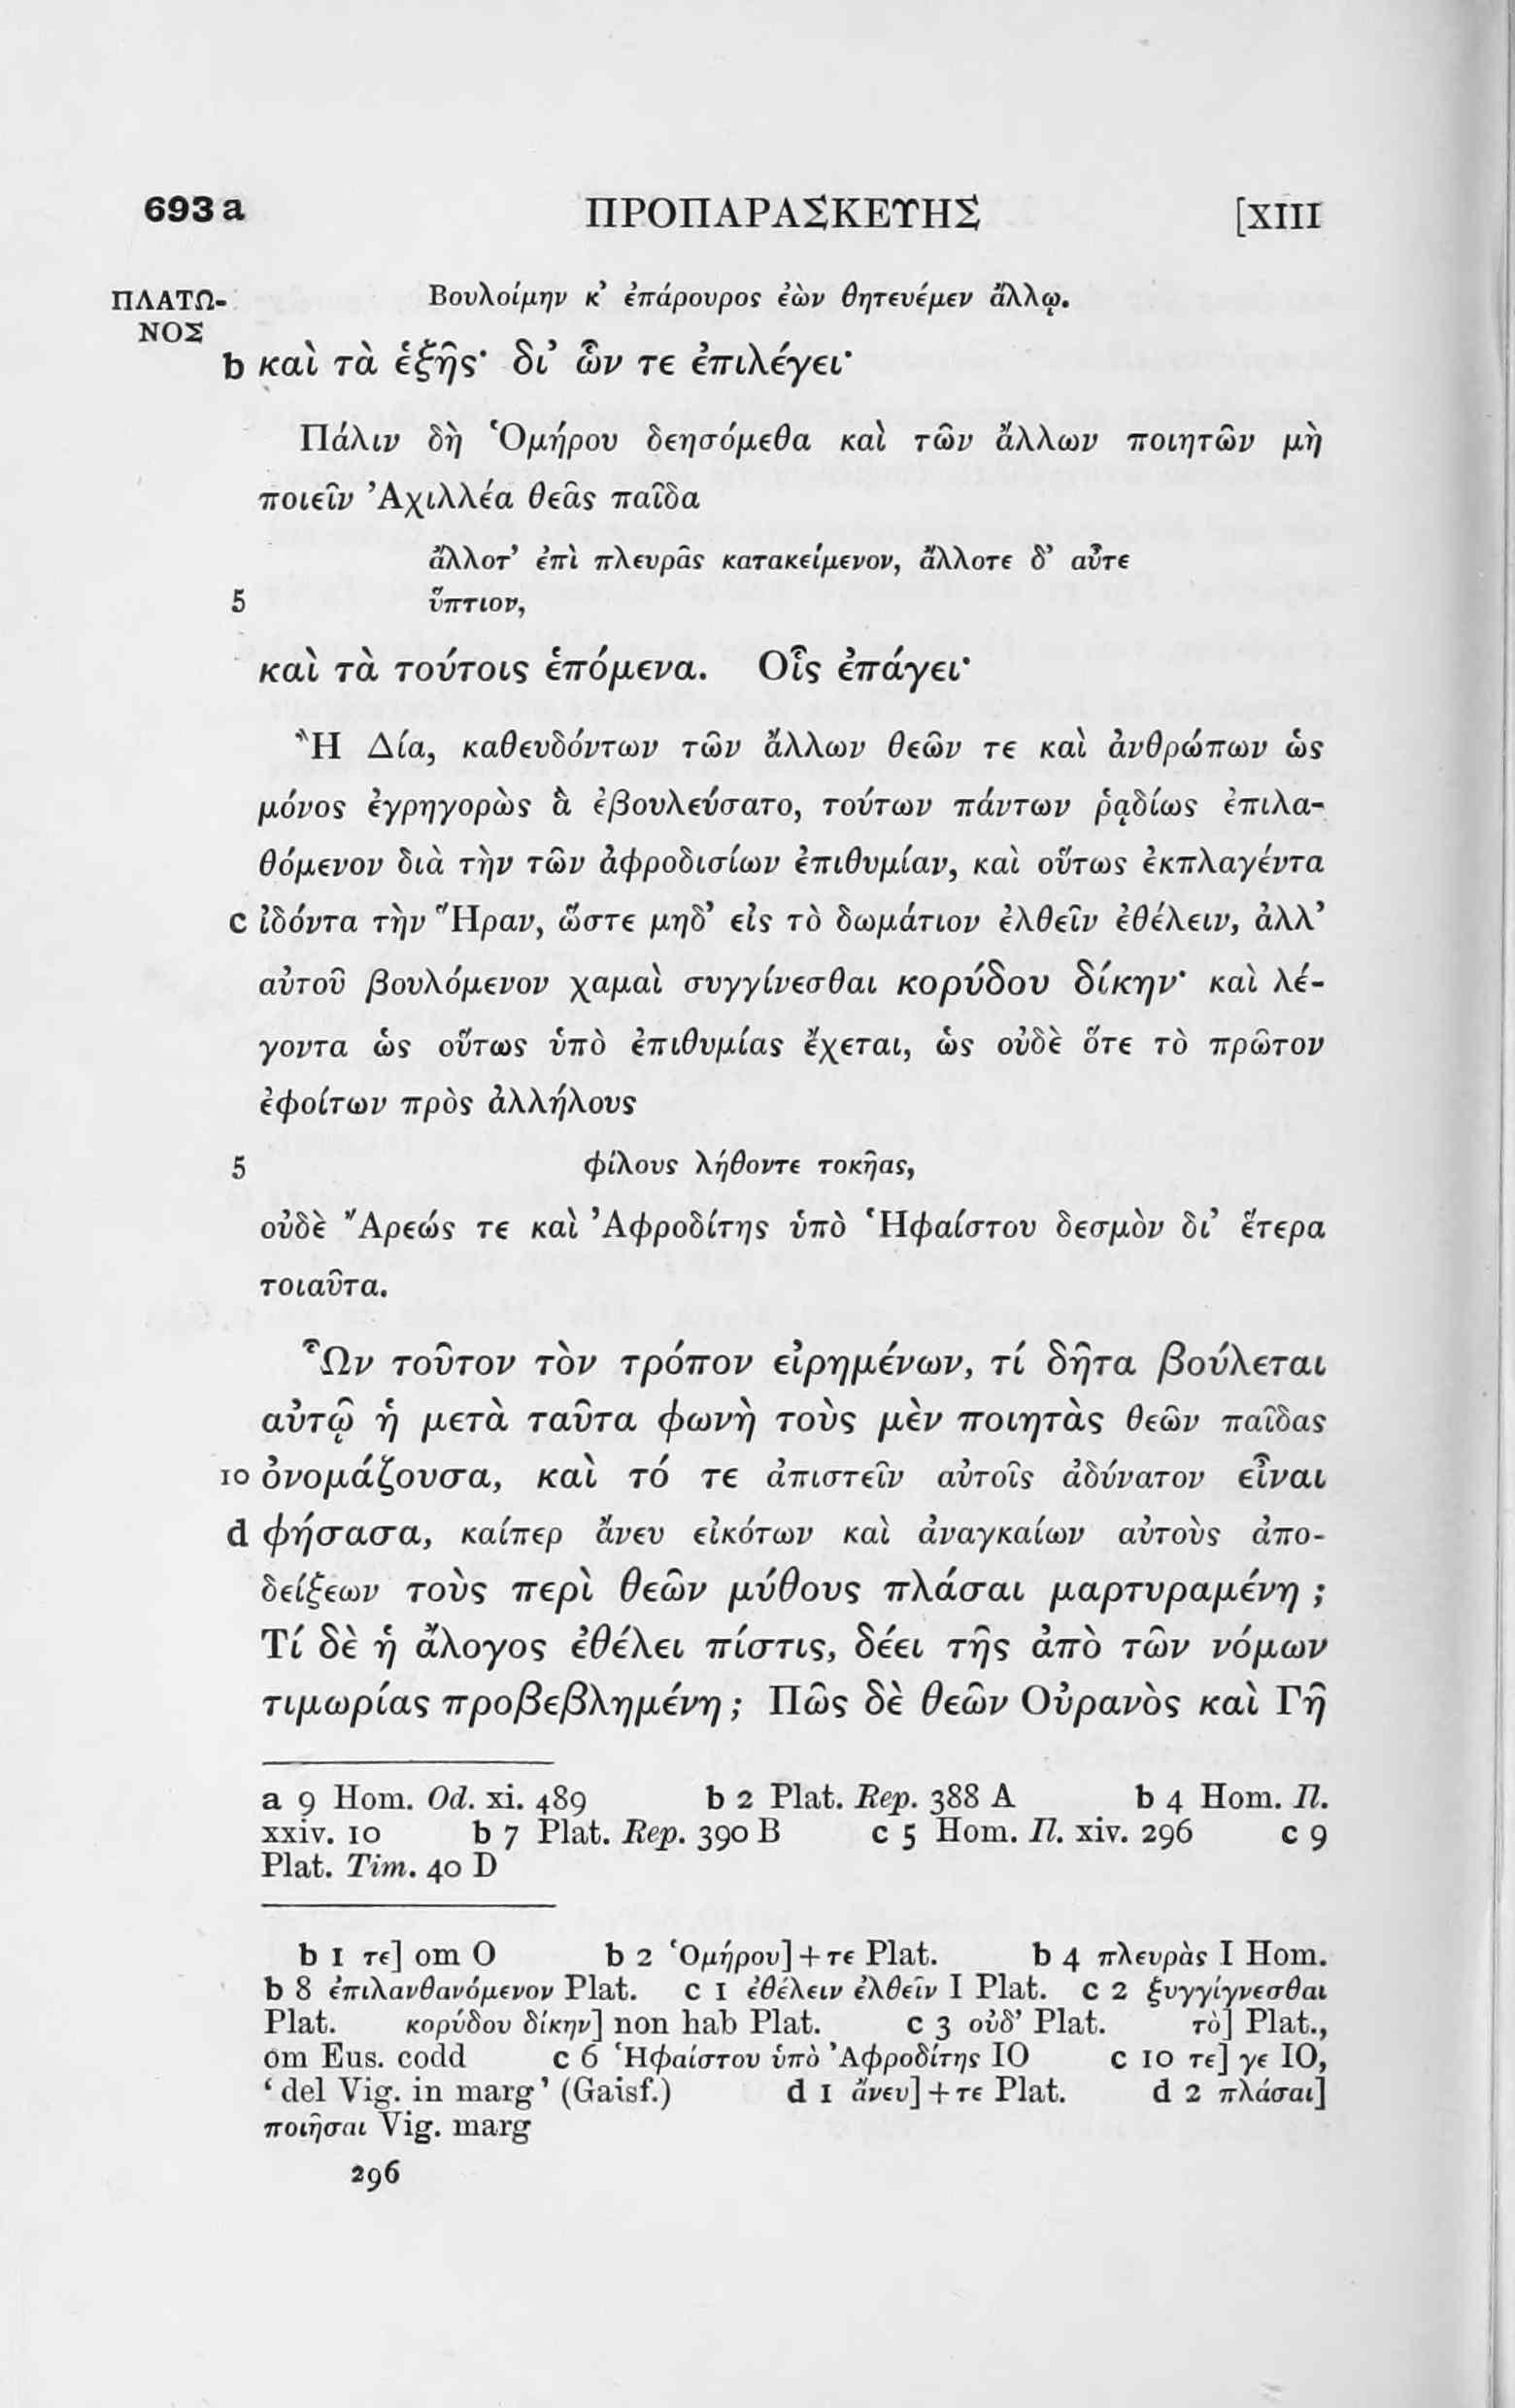 693 a ΠΡΟΠΑΡΑΣΚΕΥΗΣ [XIII
ΠΛΑΤΩ-
ΝΟΣ
Βουλοίμην κ’ ἐπάρουρος ἐὼν θητευέμεν ἄλλῳ.
b καὶ τὰ ἑξῆς· δι’ ὧν τε ἐπιλέγει·
Πάλιν δὴ Ὁμήρου δεησόμεθα καὶ τῶν ἄλλων ποιητῶν μὴ
ποιεῖν Ἀχιλλέα θεᾶς παῖδα
ἄλλοτ’ ἐπὶ πλευρᾶς κατακείμενον, ἄλλοτε δ’ αὖτε
5 ὕπτιον,
καὶ τὰ τούτοις ἑπόμενα. Οἷς ἐπάγει·
Ἢ Δία, καθευδόντων τῶν ἄλλων θεῶν τε καὶ ἀνθρώπων ὡς
μόνος ἐγρηγορὼς ἃ ἐβουλεύσατο, τούτων πάντων ῥᾳδίως ἐπιλα-
θόμενον διὰ τὴν τῶν ἀφροδισίων ἐπιθυμίαν, καὶ οὕτως ἐκπλαγέντα
c ἰδόντα τὴν Ἥραν, ὥστε μηδ’ εἰς τὸ δωμάτιον ἐλθεῖν ἐθέλειν, ἀλλ’
αὐτοῦ βουλόμενον χαμαὶ συγγίνεσθαι κορύδου δίκην· καὶ λέ-
γοντα ὡς οὕτως ὑπὸ ἐπιθυμίας ἔχεται, ὡς οὐδὲ ὅτε τὸ πρῶτον
ἐφοίτων πρὸς ἀλλήλους
5 φίλους λήθοντε τοκῆας,
οὐδὲ Ἄρεώς τε καὶ Ἀφροδίτης ὑπὸ Ἡφαίστου δεσμὸν δι’ ἕτερα
τοιαῦτα.
Ὧν τοῦτον τὸν τρόπον εἰρημένων, τί δῆτα βούλεται
αὐτῷ ἡ μετὰ ταῦτα φωνὴ τοὺς μὲν ποιητὰς θεῶν παῖδας
10 ὀνομάζουσα, καὶ τό τε ἀπιστεῖν αὐτοῖς ἀδύνατον εἶναι
d φήσασα, καίπερ ἄνευ εἰκότων καὶ ἀναγκαίων αὐτοὺς ἀπο-
δείξεων τοὺς περὶ θεῶν μύθους πλάσαι μαρτυραμένη ;
Τί δὲ ἡ ἄλογος ἐθέλει πίστις, δέει τῆς ἀπὸ τῶν νόμων
τιμωρίας προβεβλημένη ; Πῶς δὲ θεῶν Οὐρανὸς καὶ Γῆ
a 9 Hom. Od. xi. 489 b 2 Plat. Rep. 388 A b 4 Hom. Il.
xxiv. 10 b 7 Plat. Rep. 390 B c 5 Hom. Il. xiv. 296 c 9
Plat. Tim. 40 D
b 1 τε] om O b 2 Ὁμήρου] + τε Plat. b 4 πλευρὰς I Hom.
b 8 ἐπιλανθανόμενον Plat. c 1 ἐθέλειν ἐλθεῖν I Plat. c 2 ξυγγίγνεσθαι
Plat. κορύδου δίκην] non hab Plat. c 3 οὐδ’ Plat. τὸ] Plat.,
om Eus. codd c 6 Ἡφαίστου ὑπὸ Ἀφροδίτης IO c 10 τε] γε IO,
‘del Vig. in marg’ (Gaisf.) d 1 ἄνευ] + τε Plat. d 2 πλάσαι]
ποιῆσαι Vig. marg
296